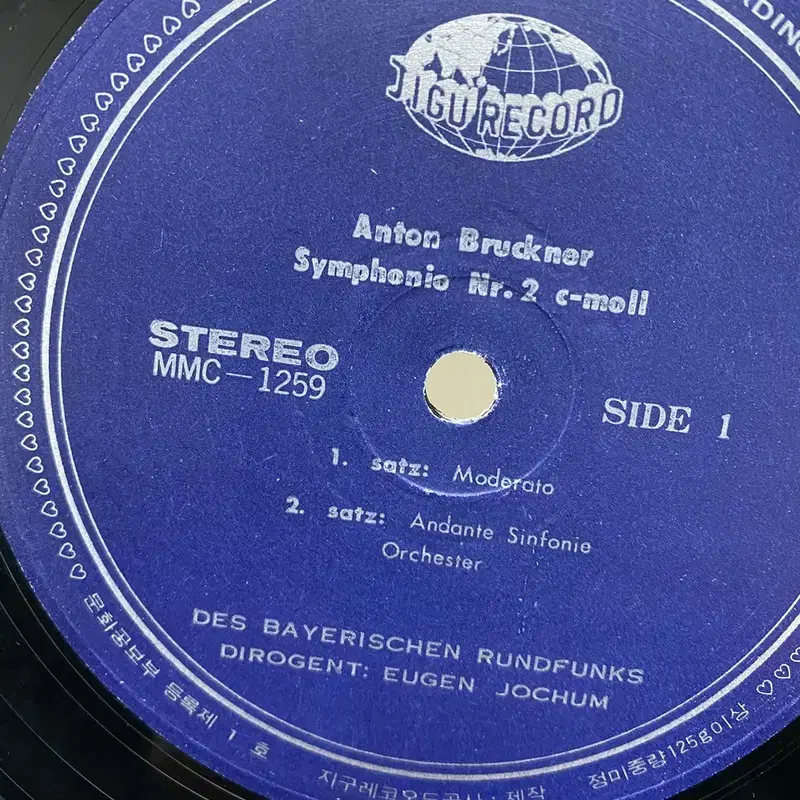 JIGU RECORD
Anton Bruckner
Symphonie Nr. 2 c-moll
STEREO
MMC-1259
SIDE 1
1. satz: Moderato
2. satz: Andante Sinfonie
Orchester
DES BAYERISCHEN RUNDFUNKS
DIROGENT: EUGEN JOCHUM
문화공보부 등록제 1 호
지구레코오드공사 · 제작
정미중량125g이상